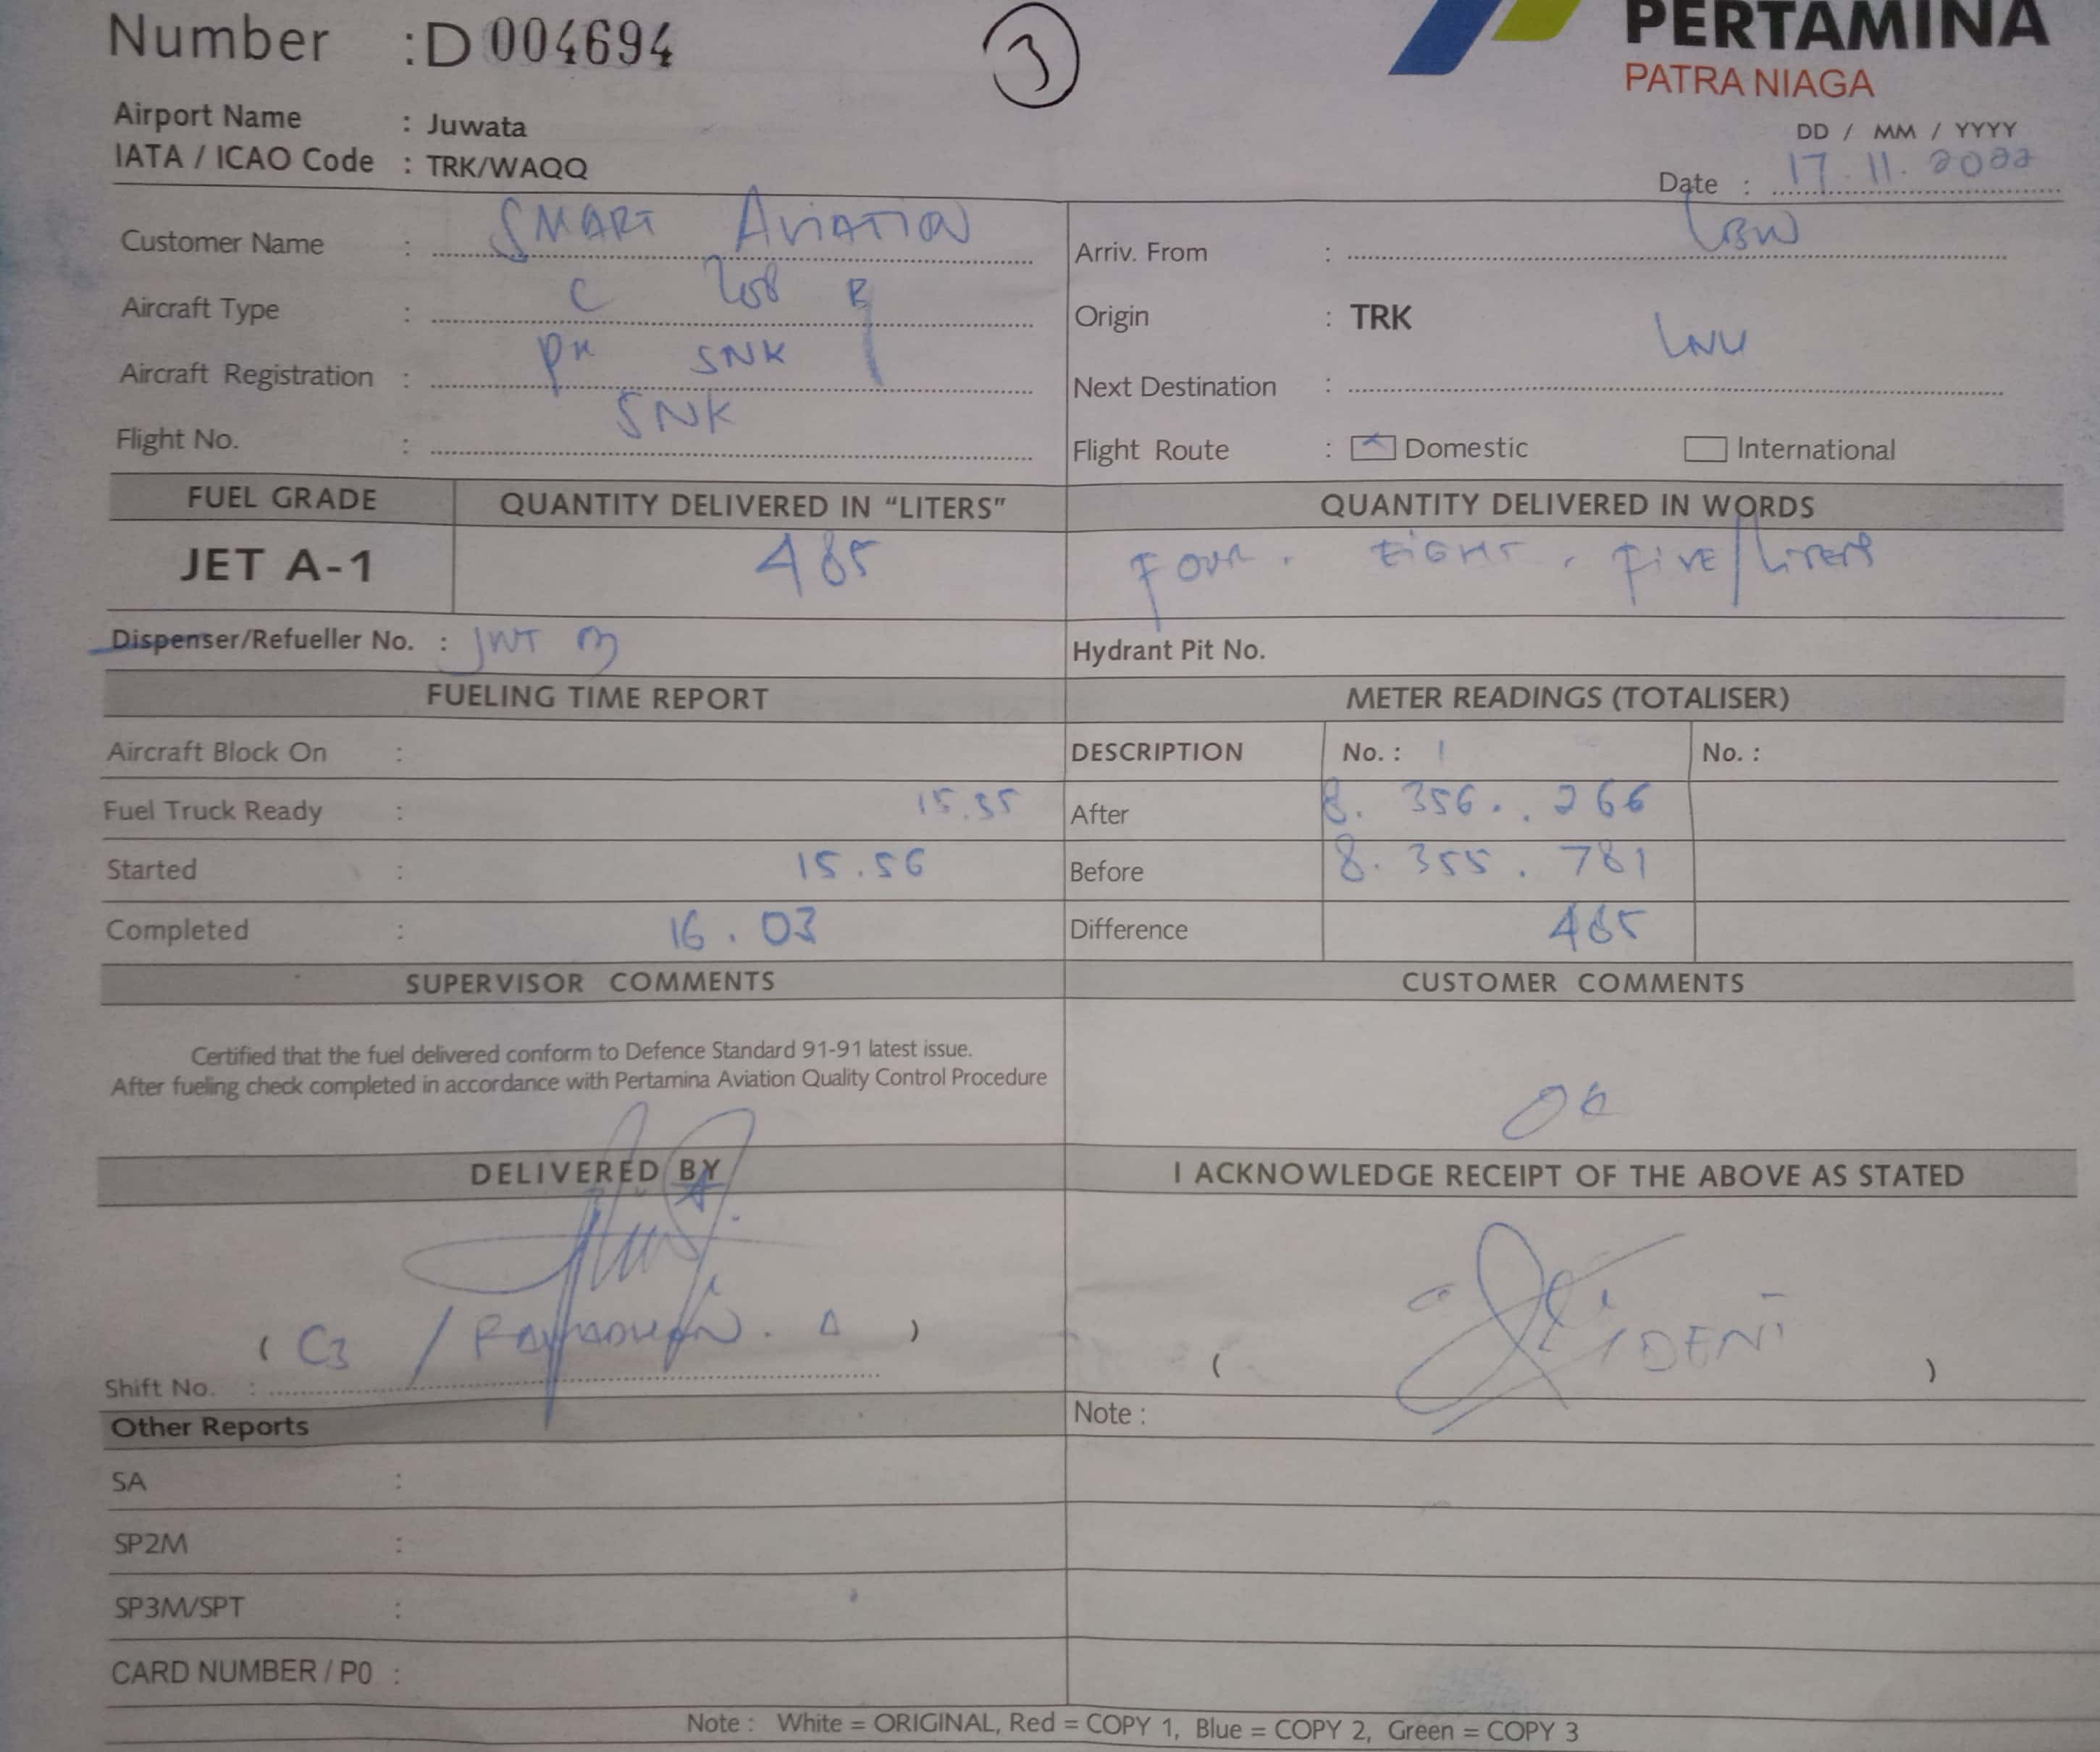 Number : D 004694
3
PERTAMINA
PATRA NIAGA
Airport Name : Juwata
IATA / ICAO Code : TRK/WAQQ
DD / MM / YYYY
Date : 17.11.2022
Customer Name : SMART AVIATION
Arriv. From : LBW
Aircraft Type : C 208 B
Origin : TRK
Aircraft Registration : PK SNK
Next Destination : LNU
Flight No. : SNK
Flight Route : Domestic International
FUEL GRADE QUANTITY DELIVERED IN "LITERS" QUANTITY DELIVERED IN WORDS
JET A-1 485 FOUR . EIGHT . FIVE/LITERS
Dispenser/Refueller No. : JWT 03
Hydrant Pit No.
FUELING TIME REPORT METER READINGS (TOTALISER)
Aircraft Block On :
DESCRIPTION No. : 1 No. :
Fuel Truck Ready : 15.55
After 8. 356. . 266
Started : 15.56
Before 8. 355 . 781
Completed : 16.03
Difference 485
SUPERVISOR COMMENTS CUSTOMER COMMENTS
Certified that the fuel delivered conform to Defence Standard 91-91 latest issue.
After fueling check completed in accordance with Pertamina Aviation Quality Control Procedure
OK
DELIVERED BY I ACKNOWLEDGE RECEIPT OF THE ABOVE AS STATED
( C3 / )
Shift No. :
( DENI )
Other Reports
Note :
SA :
SP2M :
SP3M/SPT :
CARD NUMBER / P0 :
Note : White = ORIGINAL, Red = COPY 1, Blue = COPY 2, Green = COPY 3